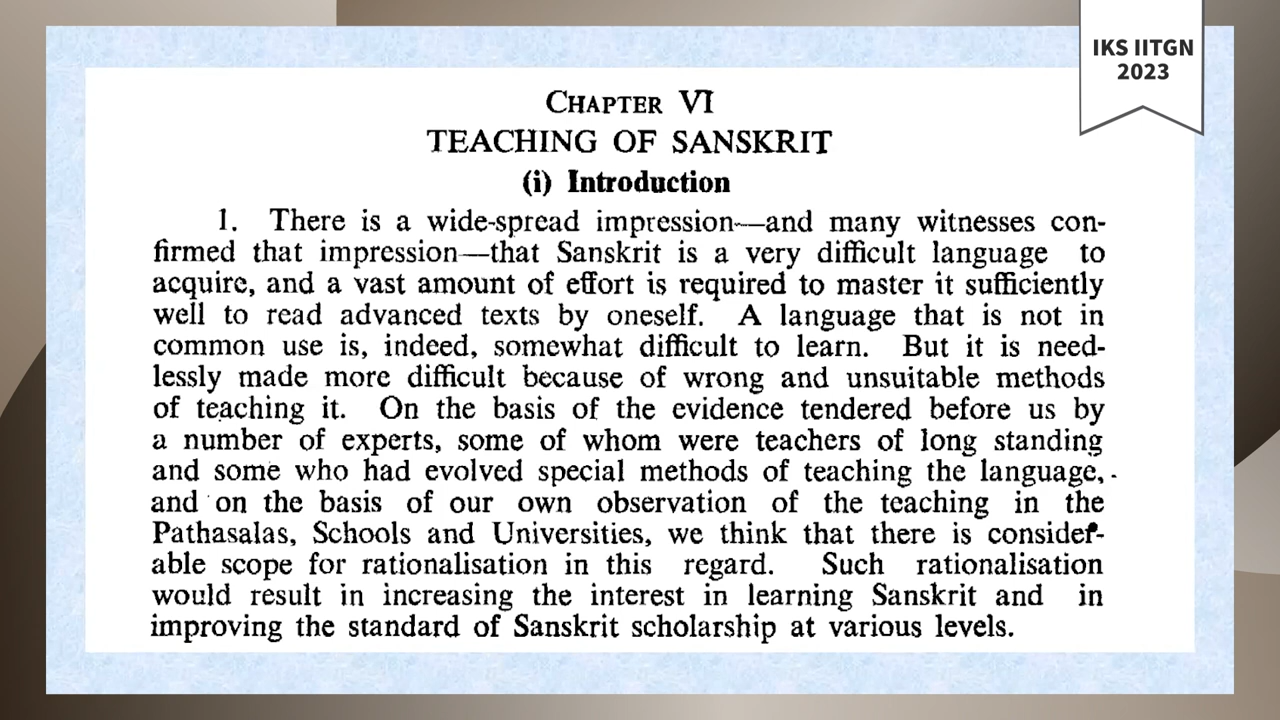 IKS IITGN
2023
CHAPTER VI
TEACHING OF SANSKRIT
(i) Introduction
1. There is a wide-spread impression—and many witnesses con-
firmed that impression—that Sanskrit is a very difficult language to
acquire, and a vast amount of effort is required to master it sufficiently
well to read advanced texts by oneself. A language that is not in
common use is, indeed, somewhat difficult to learn. But it is need-
lessly made more difficult because of wrong and unsuitable methods
of teaching it. On the basis of the evidence tendered before us by
a number of experts, some of whom were teachers of long standing
and some who had evolved special methods of teaching the language,
and on the basis of our own observation of the teaching in the
Pathasalas, Schools and Universities, we think that there is consider-
able scope for rationalisation in this regard. Such rationalisation
would result in increasing the interest in learning Sanskrit and in
improving the standard of Sanskrit scholarship at various levels.